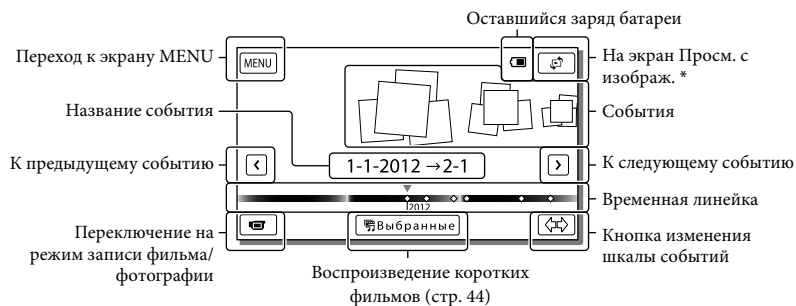 Оставшийся заряд батареи
Переход к экрану MENU
MENU
На экран Просм. с
изображ. *
Название события
События
К предыдущему событию
1-1-2012 →2-1
К следующему событию
Временная линейка
2012
Переключение на
режим записи фильма/
фотографии
Выбранные
Кнопка изменения
шкалы событий
Воспроизведение коротких
фильмов (стр. 44)